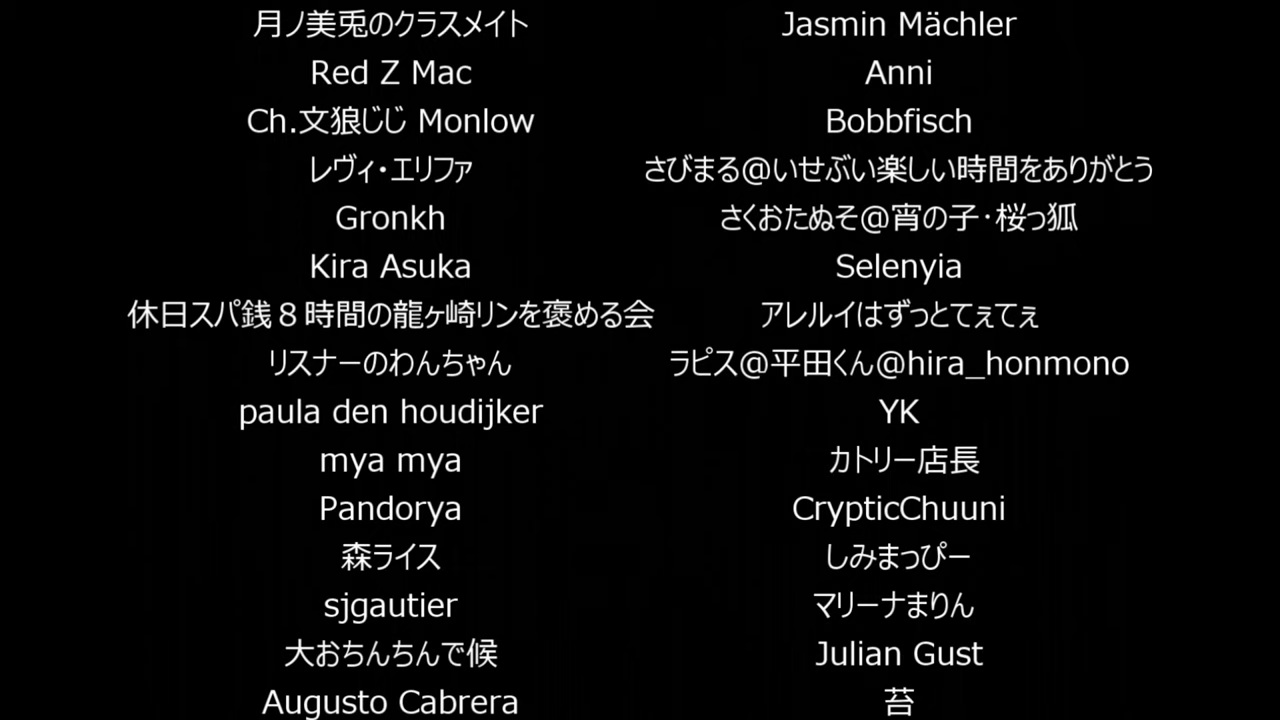 月ノ美兎のクラスメイト
Jasmin Mächler
Red Z Mac
Anni
Ch.文狼じじ Monlow
Bobbfisch
レヴィ・エリファ
さびまる@いせぶい楽しい時間をありがとう
Gronkh
さくおたぬそ@宵の子・桜っ狐
Kira Asuka
Selenyia
休日スパ銭８時間の龍ヶ崎リンを褒める会
アレルイはずっとてぇてぇ
リスナーのわんちゃん
ラピス@平田くん@hira_honmono
paula den houdijker
YK
mya mya
カトリー店長
Pandorya
CrypticChuuni
森ライス
しみまっぴー
sjgautier
マリーナまりん
大おちんちんで候
Julian Gust
Augusto Cabrera
苔